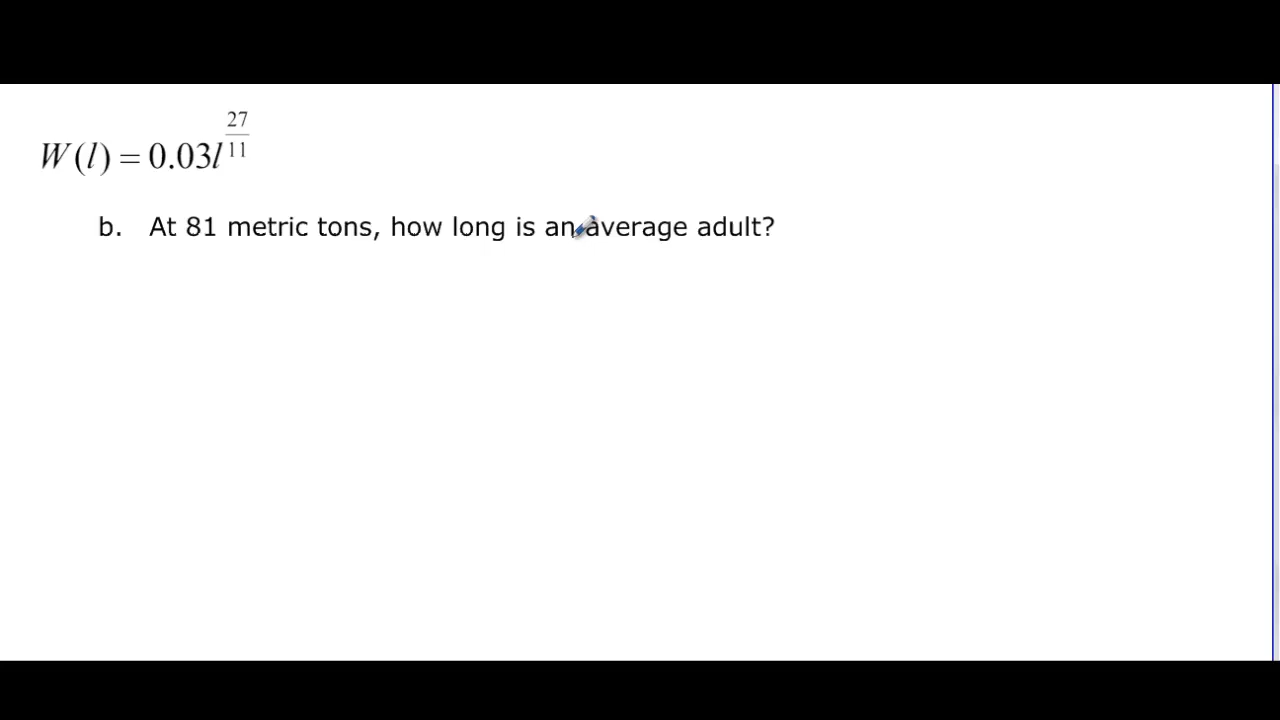 W(l) = 0.03l^{27/11}
b. At 81 metric tons, how long is an average adult?